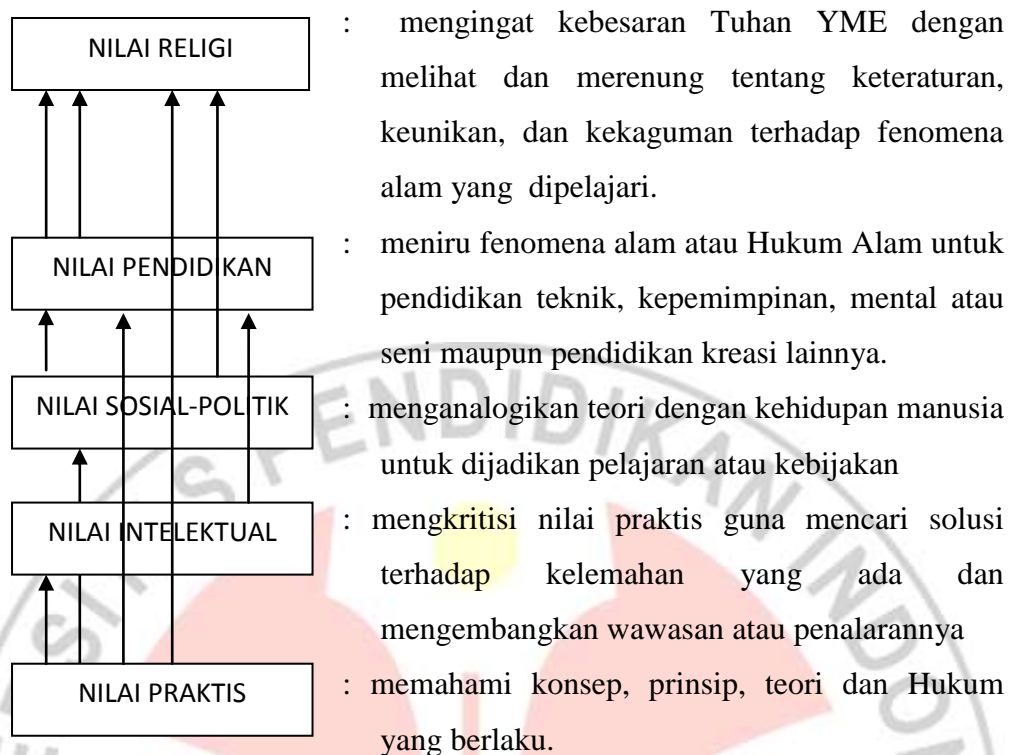 NILAI RELIGI
: mengingat kebesaran Tuhan YME dengan
melihat dan merenung tentang keteraturan,
keunikan, dan kekaguman terhadap fenomena
alam yang dipelajari.
NILAI PENDIDIKAN
: meniru fenomena alam atau Hukum Alam untuk
pendidikan teknik, kepemimpinan, mental atau
seni maupun pendidikan kreasi lainnya.
NILAI SOSIAL-POLITIK
: menganalogikan teori dengan kehidupan manusia
untuk dijadikan pelajaran atau kebijakan
NILAI INTELEKTUAL
: mengkritisi nilai praktis guna mencari solusi
terhadap kelemahan yang ada dan
mengembangkan wawasan atau penalarannya
NILAI PRAKTIS
: memahami konsep, prinsip, teori dan Hukum
yang berlaku.
PENDIDIKAN